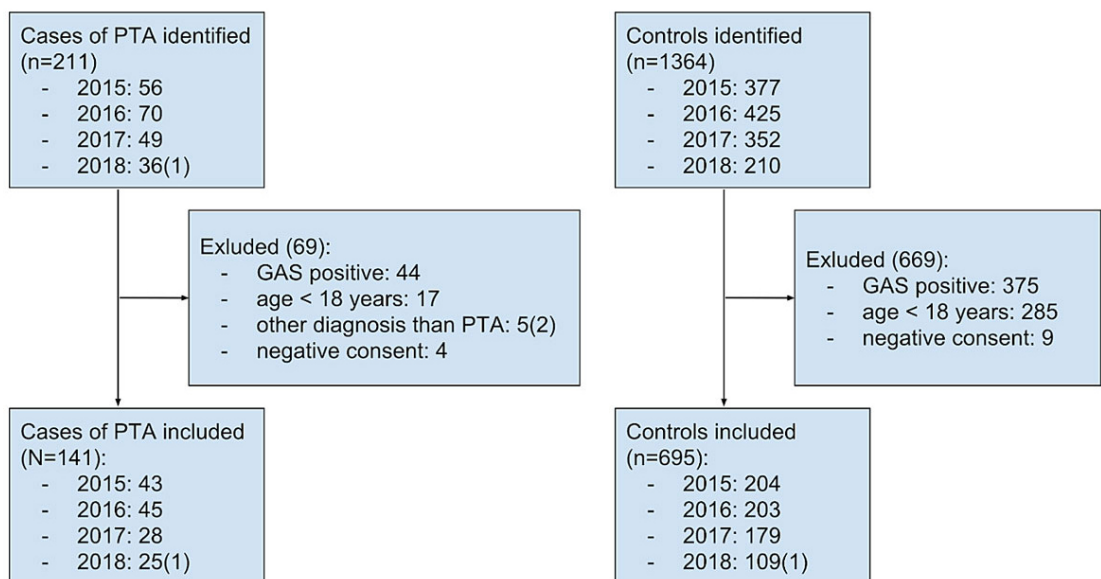 Cases of PTA identified
(n=211)
- 2015: 56
- 2016: 70
- 2017: 49
- 2018: 36(1)
Controls identified
(n=1364)
- 2015: 377
- 2016: 425
- 2017: 352
- 2018: 210
Exluded (69):
- GAS positive: 44
- age < 18 years: 17
- other diagnosis than PTA: 5(2)
- negative consent: 4
Exluded (669):
- GAS positive: 375
- age < 18 years: 285
- negative consent: 9
Cases of PTA included
(N=141):
- 2015: 43
- 2016: 45
- 2017: 28
- 2018: 25(1)
Controls included
(n=695):
- 2015: 204
- 2016: 203
- 2017: 179
- 2018: 109(1)